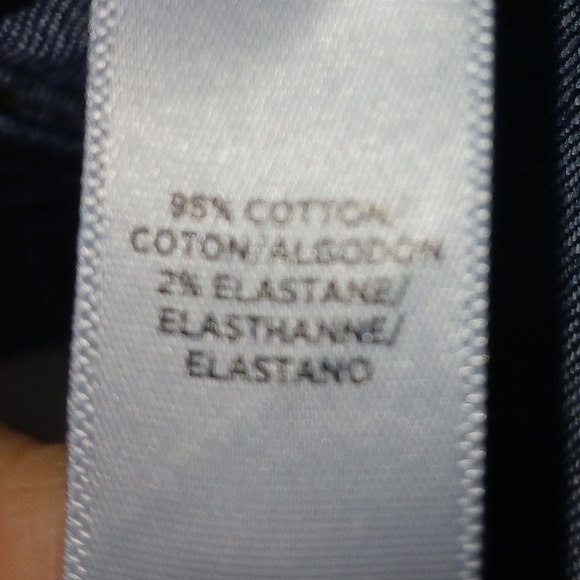 95% COTTON/
COTON/ALGODON
2% ELASTANE/
ELASTHANNE/
ELASTANO